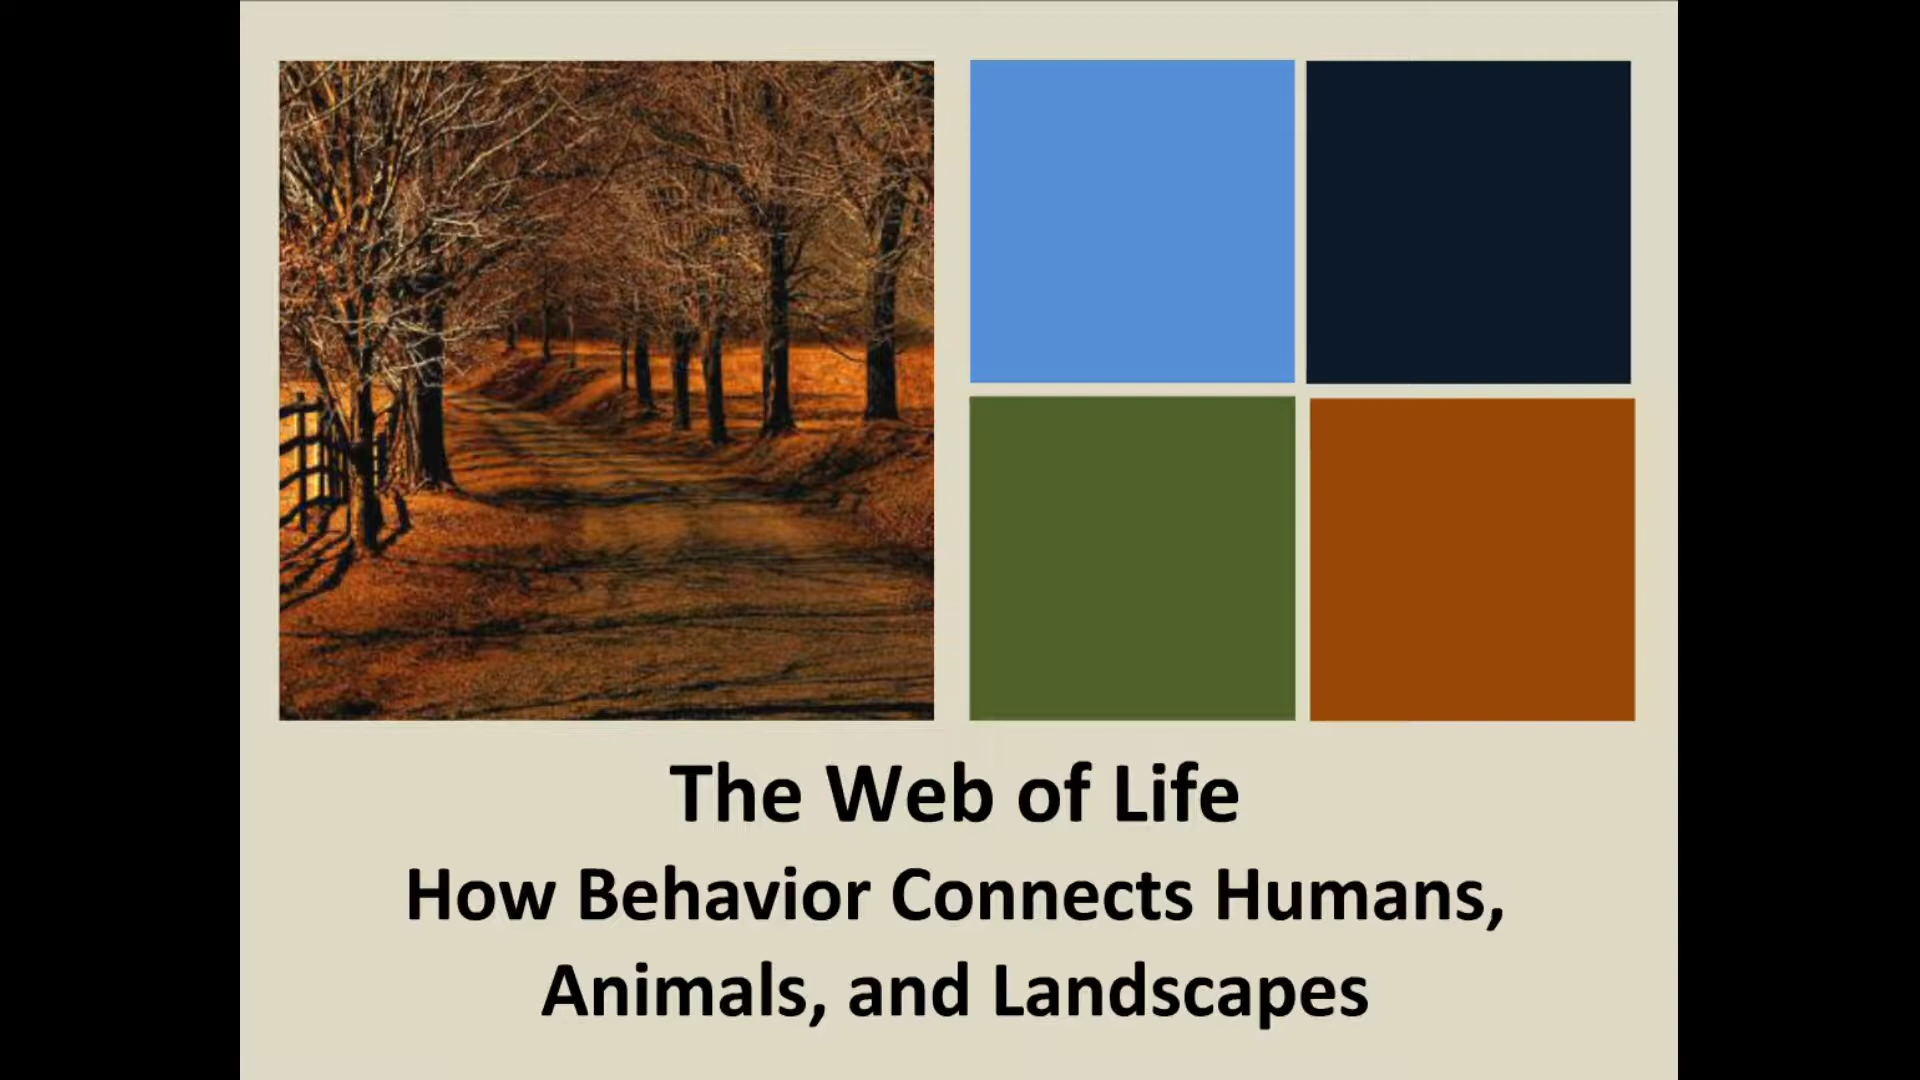 The Web of Life
How Behavior Connects Humans,
Animals, and Landscapes